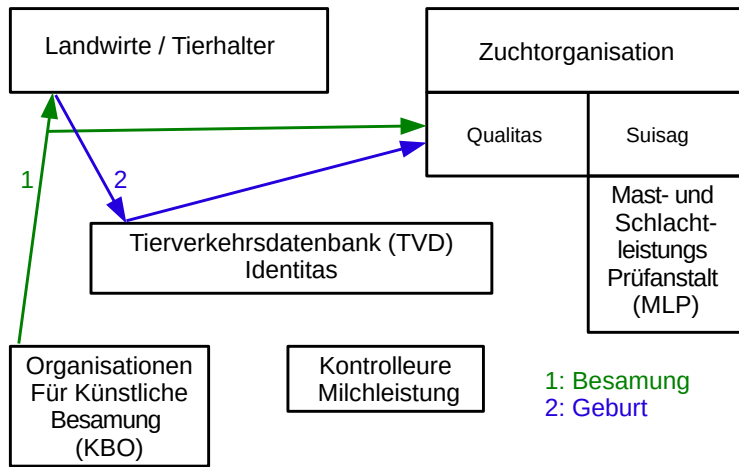 Landwirte / Tierhalter
Zuchtorganisation
Qualitas
Suisag
1
2
Mast- und
Schlacht-
leistungs
Prüfanstalt
(MLP)
Tierverkehrsdatenbank (TVD)
Identitas
Organisationen
Für Künstliche
Besamung
(KBO)
Kontrolleure
Milchleistung
1: Besamung
2: Geburt